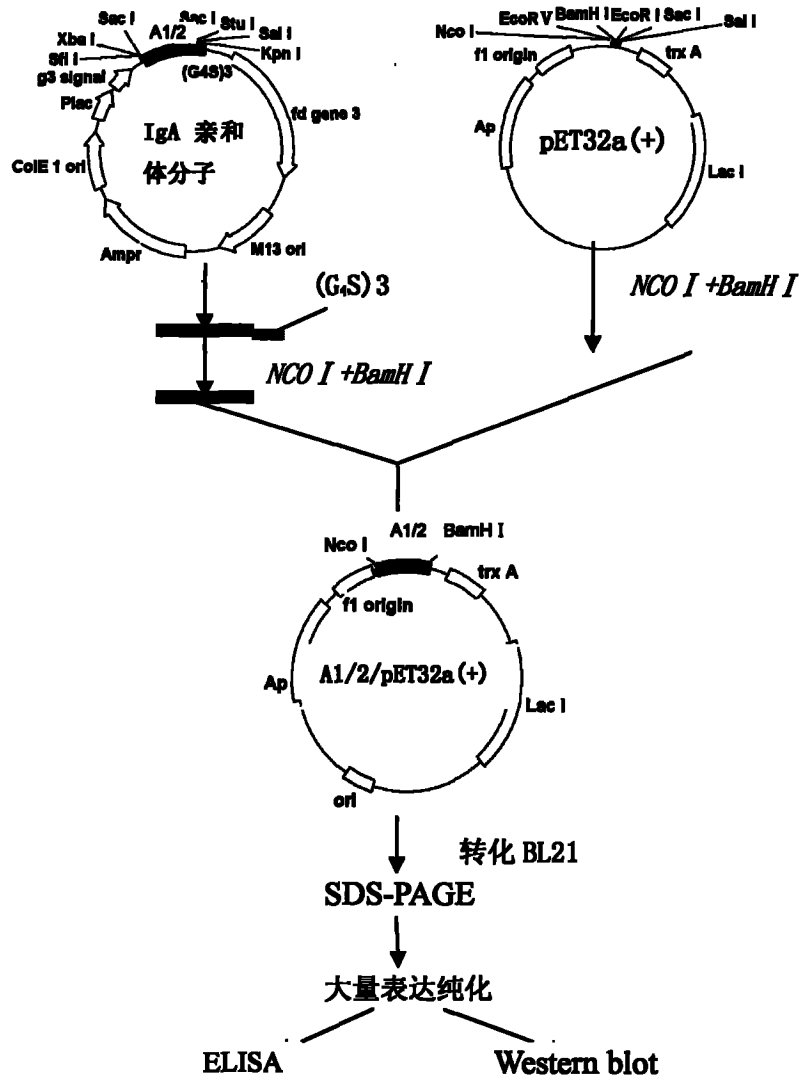 Sac I
A1/2
Sac I
Stu I
Xba I
Sal I
Sfi I
Kpn I
g3 signal
(G4S)3
Plac
fd gene 3
IgA 亲和
体分子
ColE 1 ori
Ampr
M13 ori
EcoR V
BamH I
EcoR I
Sac I
Nco I
Sal I
f1 origin
trx A
Ap
pET32a(+)
Lac I
(G₄S)3
NCO I+BamH I
NCO I+BamH I
A1/2
BamH I
Nco I
trx A
f1 origin
Ap
A1/2/pET32a(+)
Lac I
ori
转化 BL21
SDS-PAGE
大量表达纯化
ELISA
Western blot